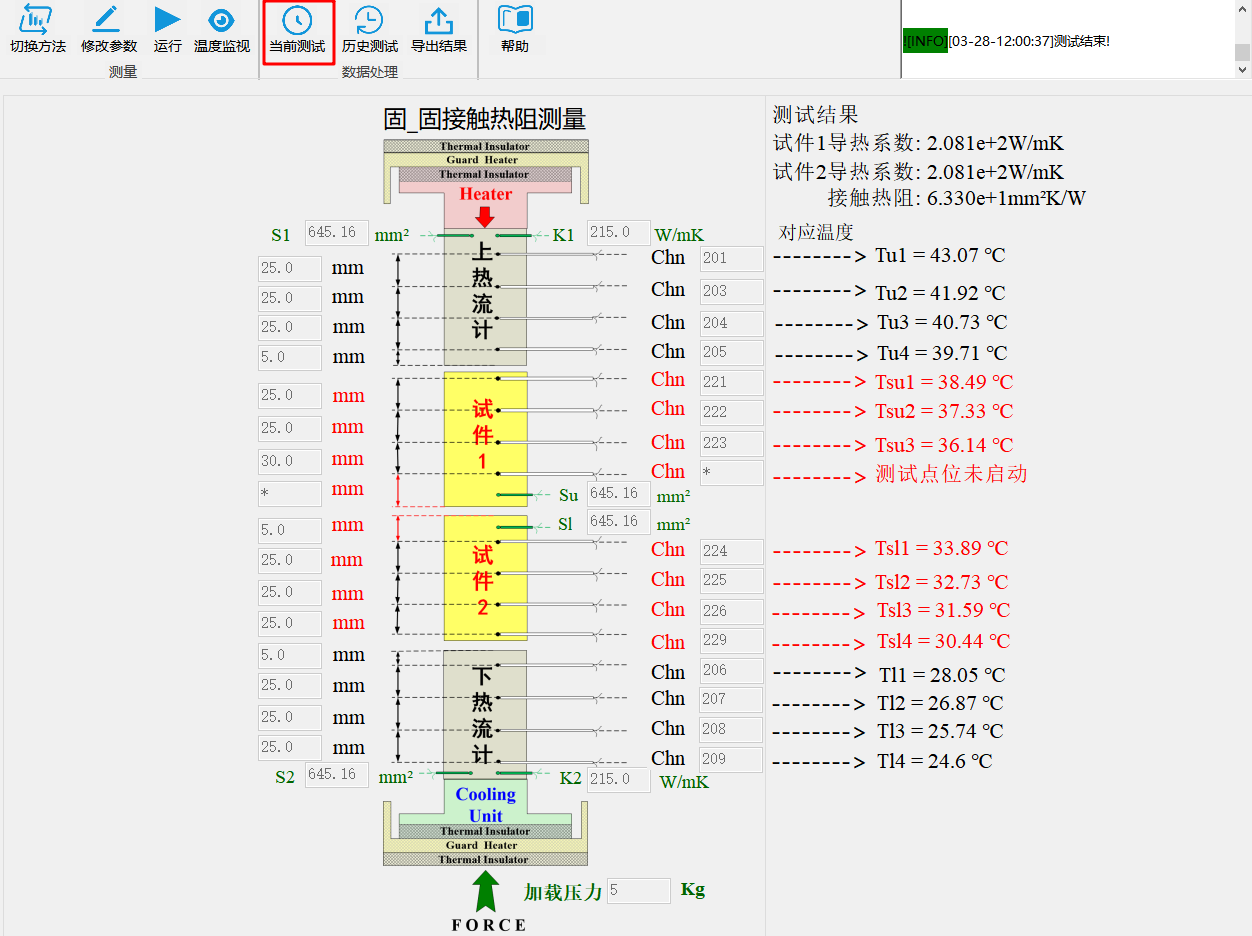 切换方法 修改参数 运行 温度监视 当前测试 历史测试 导出结果 帮助
测量 数据处理
![INFO][03-28-12:00:37]测试结束!
固_固接触热阻测量
Thermal Insulator
Guard Heater
Thermal Insulator
Heater
测试结果
试件1导热系数: 2.081e+2W/mK
试件2导热系数: 2.081e+2W/mK
接触热阻: 6.330e+1mm²K/W
对应温度
S1 645.16 mm² K1 215.0 W/mK
上热流计
Chn 201 --------> Tu1 = 43.07 ℃
25.0 mm
Chn 203 --------> Tu2 = 41.92 ℃
25.0 mm
Chn 204 --------> Tu3 = 40.73 ℃
25.0 mm
Chn 205 --------> Tu4 = 39.71 ℃
5.0 mm
试件1
Chn 221 --------> Tsu1 = 38.49 ℃
25.0 mm
Chn 222 --------> Tsu2 = 37.33 ℃
25.0 mm
Chn 223 --------> Tsu3 = 36.14 ℃
30.0 mm
Chn * --------> 测试点位未启动
* mm
Su 645.16 mm²
Sl 645.16 mm²
试件2
5.0 mm
Chn 224 --------> Tsl1 = 33.89 ℃
25.0 mm
Chn 225 --------> Tsl2 = 32.73 ℃
25.0 mm
Chn 226 --------> Tsl3 = 31.59 ℃
25.0 mm
Chn 229 --------> Tsl4 = 30.44 ℃
下热流计
5.0 mm
Chn 206 --------> Tl1 = 28.05 ℃
25.0 mm
Chn 207 --------> Tl2 = 26.87 ℃
25.0 mm
Chn 208 --------> Tl3 = 25.74 ℃
25.0 mm
Chn 209 --------> Tl4 = 24.6 ℃
S2 645.16 mm² K2 215.0 W/mK
Cooling
Unit
Thermal Insulator
Guard Heater
Thermal Insulator
加载压力 5 Kg
FORCE